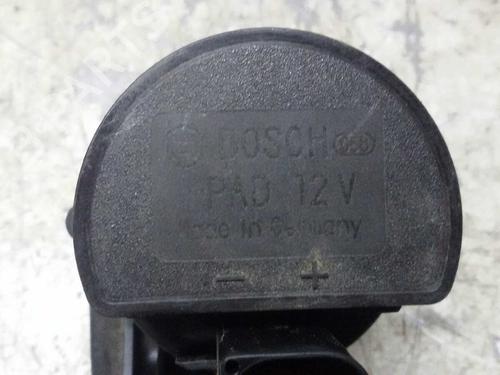 BOSCH
PAD 12 V
Made in Germany
- +